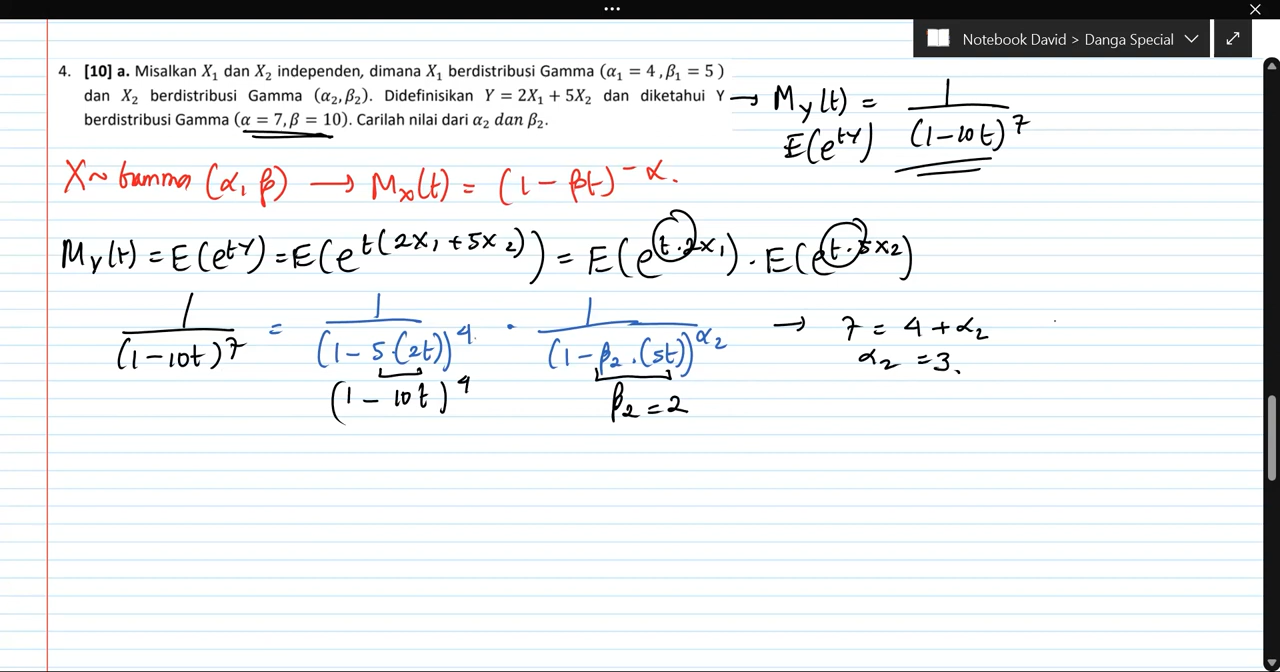 Notebook David > Danga Special
4. [10] a. Misalkan X₁ dan X₂ independen, dimana X₁ berdistribusi Gamma (α₁ = 4 , β₁ = 5 )
dan X₂ berdistribusi Gamma (α₂, β₂). Didefinisikan Y = 2X₁ + 5X₂ dan diketahui Y
berdistribusi Gamma (α = 7, β = 10). Carilah nilai dari α₂ dan β₂.
→ M_Y(t) = 1/(1 - 10t)^7
E(e^{tY})
X ~ Gamma (α, β) → M_X(t) = (1 - βt)^{-α}.
M_Y(t) = E(e^{tY}) = E(e^{t(2X₁ + 5X₂)}) = E(e^{t·2X₁}) · E(e^{t·5X₂})
1/(1 - 10t)^7 = 1/(1 - 5·(2t))^4 · 1/(1 - β₂·(5t))^{α₂} → 7 = 4 + α₂
α₂ = 3.
(1 - 10t)^4 β₂ = 2